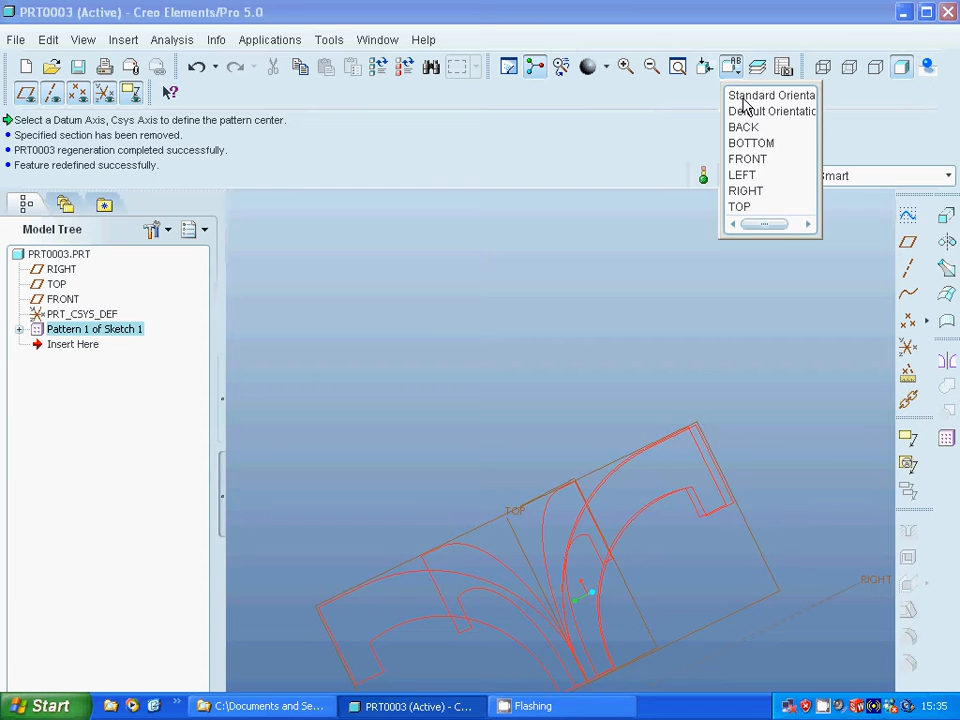 PRT0003 (Active) - Creo Elements/Pro 5.0
File Edit View Insert Analysis Info Applications Tools Window Help
Select a Datum Axis, Csys Axis to define the pattern center.
Specified section has been removed.
PRT0003 regeneration completed successfully.
Feature redefined successfully.
Standard Orienta
Default Orientatic
BACK
BOTTOM
FRONT
LEFT
RIGHT
TOP
Smart
Model Tree
PRT0003.PRT
RIGHT
TOP
FRONT
PRT_CSYS_DEF
Pattern 1 of Sketch 1
Insert Here
TOP
RIGHT
Start
C:\Documents and Se...
PRT0003 (Active) - C...
Flashing
15:35